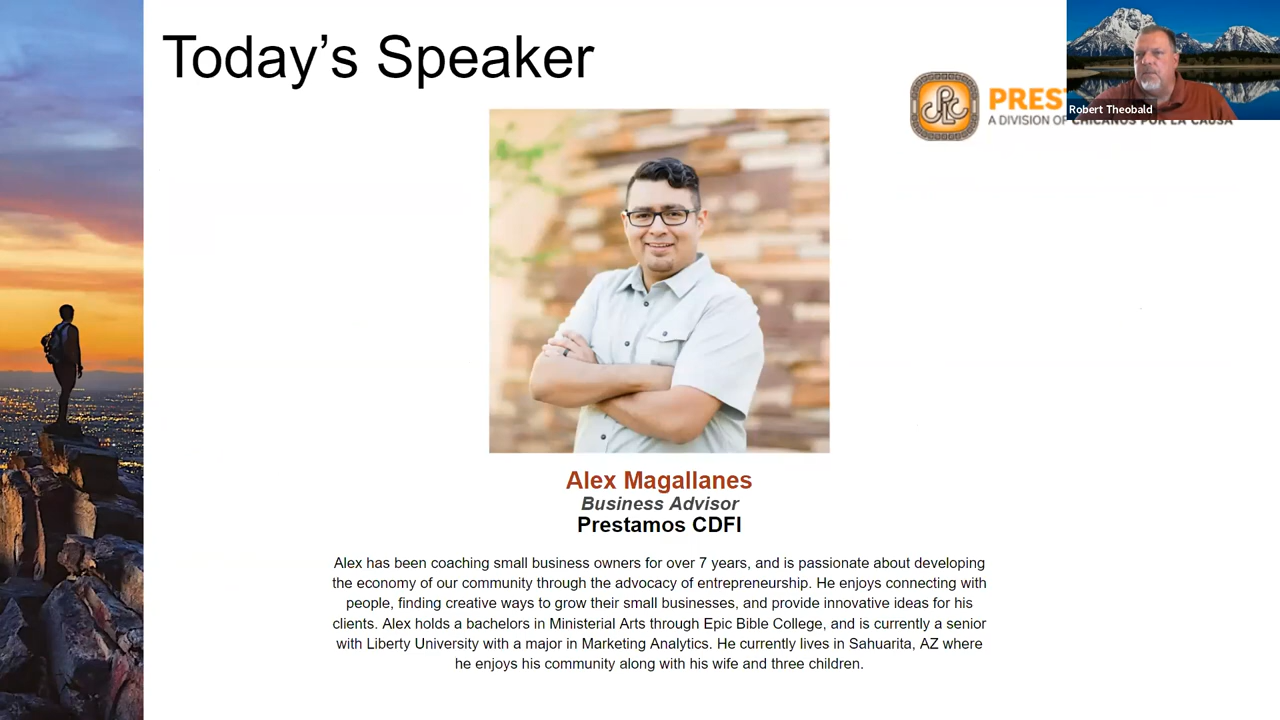 Today’s Speaker
PRES
A DIVISION OF CHICANOS POR LA CAUSA
Robert Theobald
Alex Magallanes
Business Advisor
Prestamos CDFI
Alex has been coaching small business owners for over 7 years, and is passionate about developing
the economy of our community through the advocacy of entrepreneurship. He enjoys connecting with
people, finding creative ways to grow their small businesses, and provide innovative ideas for his
clients. Alex holds a bachelors in Ministerial Arts through Epic Bible College, and is currently a senior
with Liberty University with a major in Marketing Analytics. He currently lives in Sahuarita, AZ where
he enjoys his community along with his wife and three children.